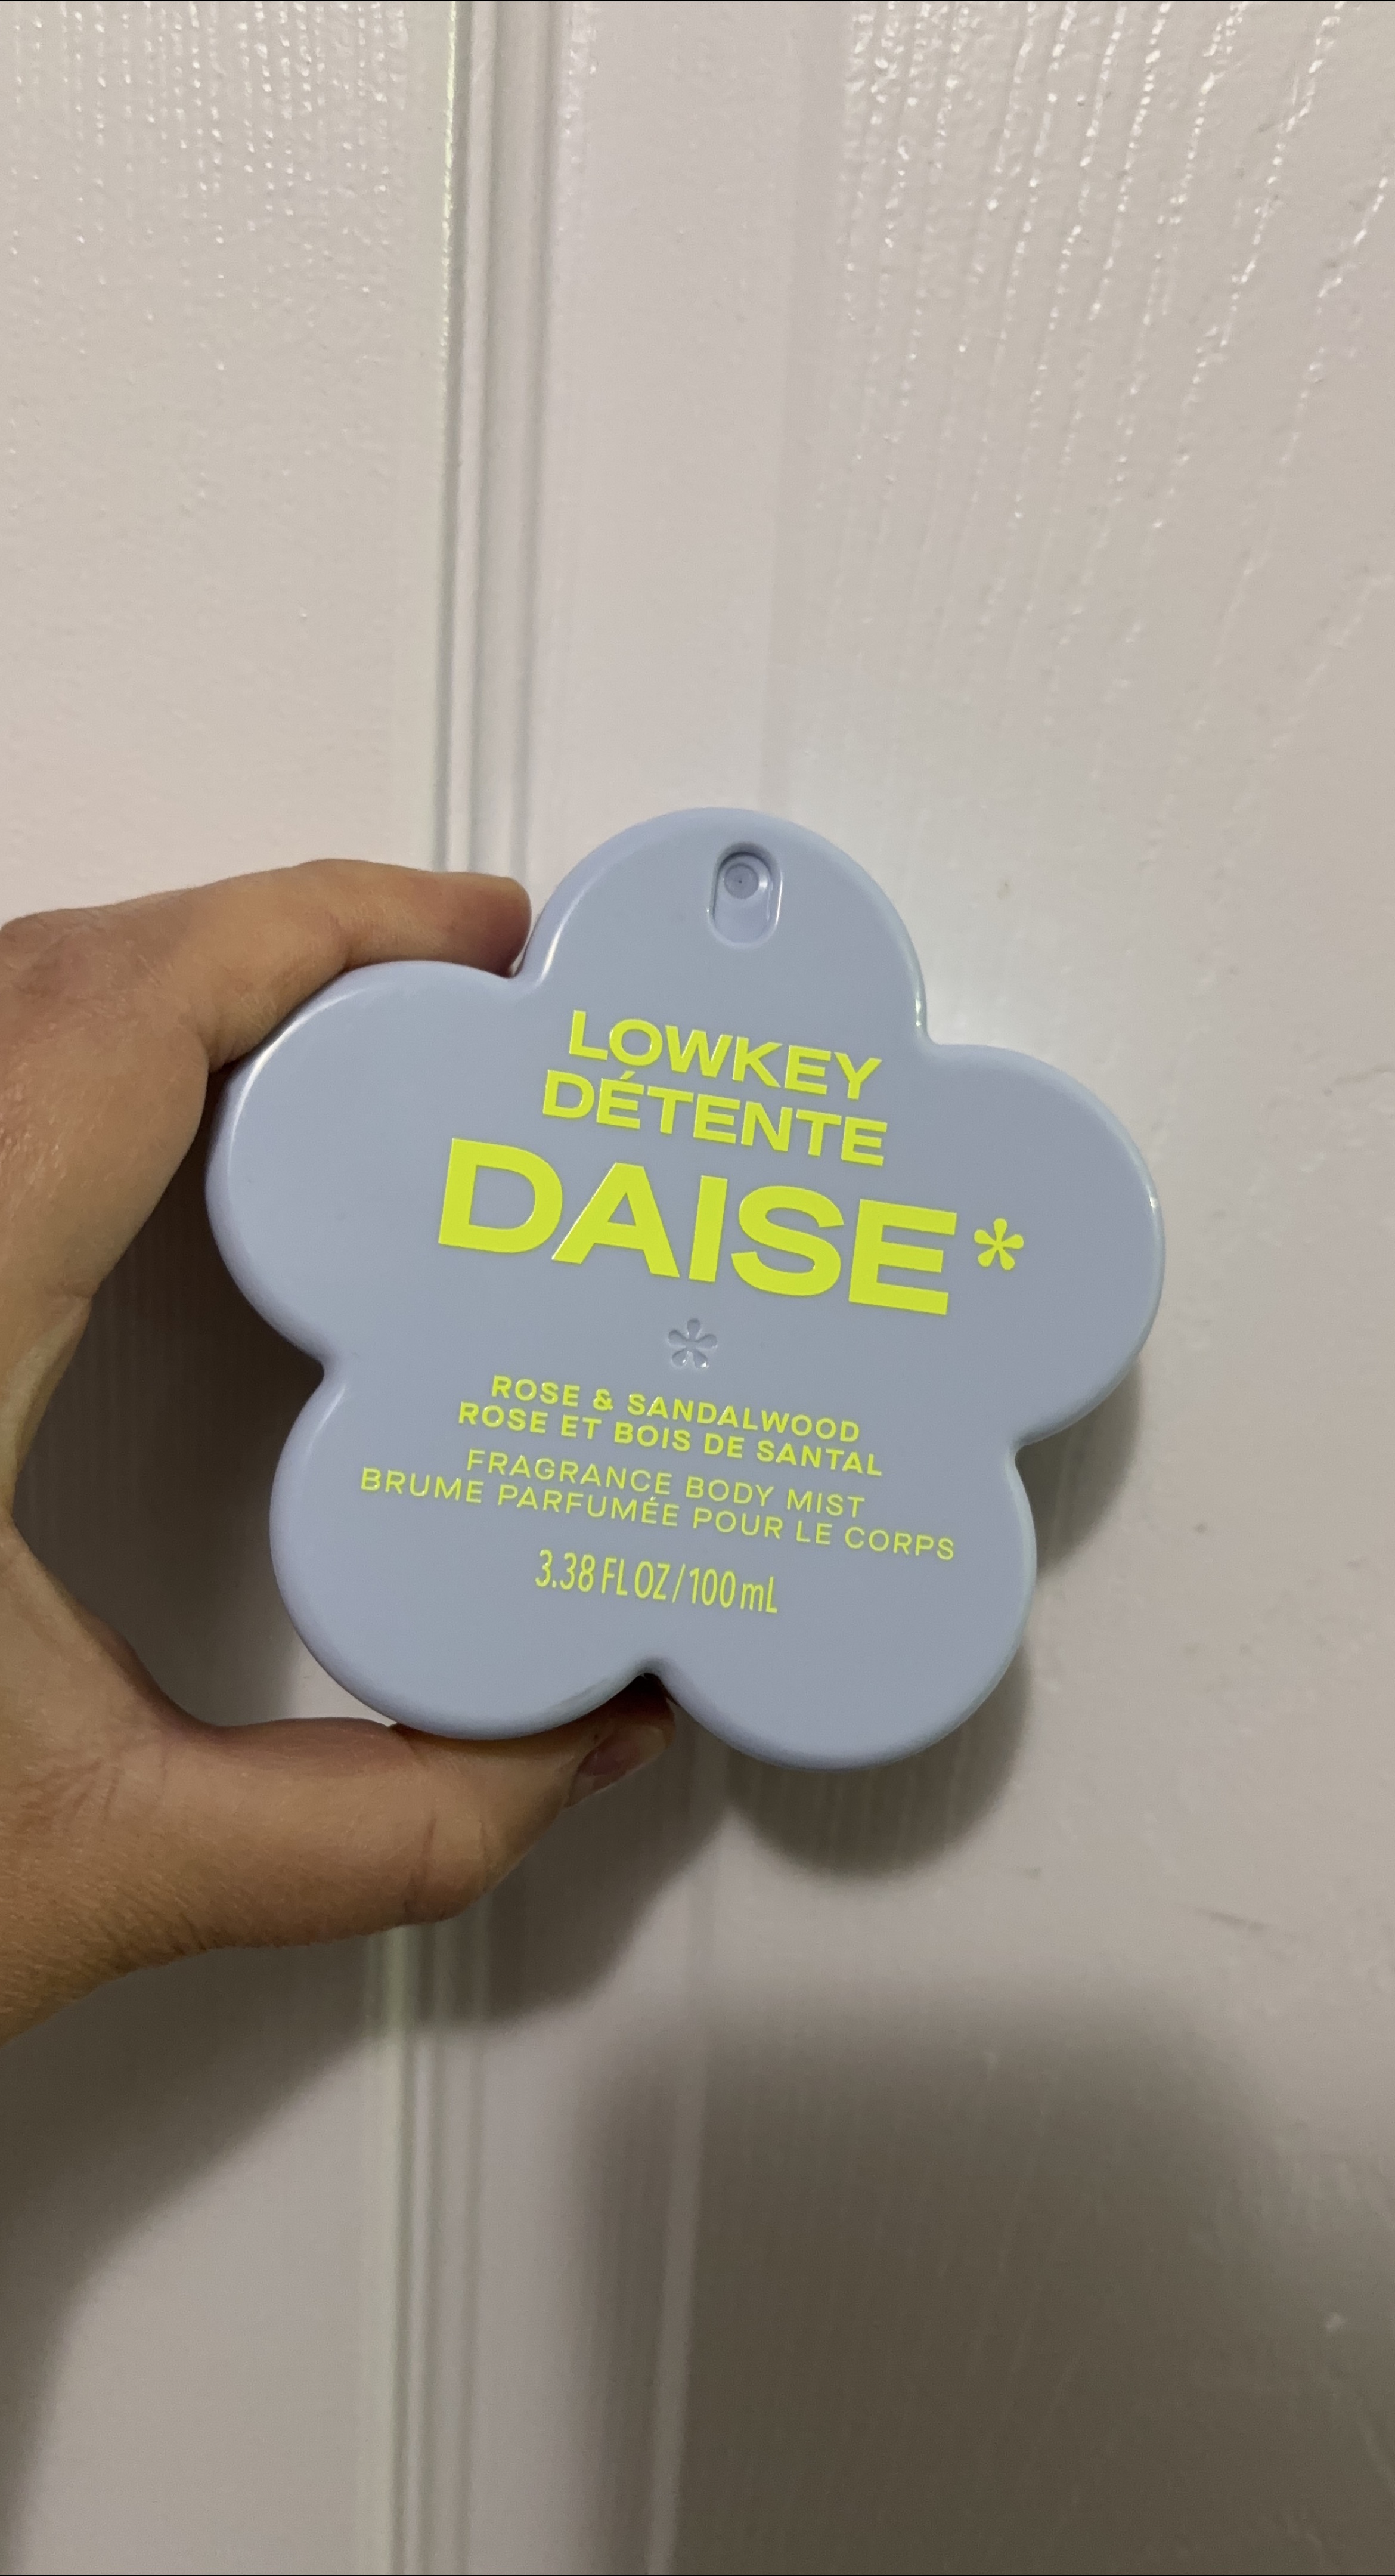 LOWKEY
DÉTENTE
DAISE*
ROSE & SANDALWOOD
ROSE ET BOIS DE SANTAL
FRAGRANCE BODY MIST
BRUME PARFUMÉE POUR LE CORPS
3.38 FL OZ/100 mL